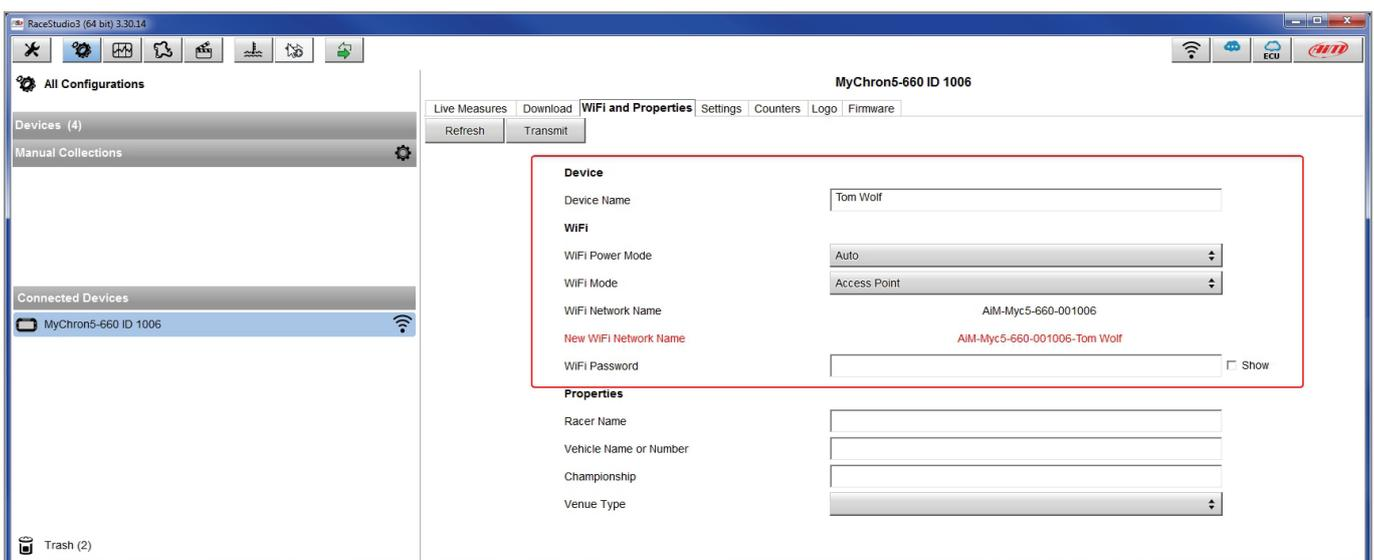 RaceStudio3 (64 bit) 3.30.14
ECU
AiM
All Configurations
Devices (4)
Manual Collections
Connected Devices
MyChron5-660 ID 1006
Trash (2)
MyChron5-660 ID 1006
Live Measures Download WiFi and Properties Settings Counters Logo Firmware
Refresh Transmit
Device
Device Name Tom Wolf
WiFi
WiFi Power Mode Auto
WiFi Mode Access Point
WiFi Network Name AiM-Myc5-660-001006
New WiFi Network Name AiM-Myc5-660-001006-Tom Wolf
WiFi Password Show
Properties
Racer Name
Vehicle Name or Number
Championship
Venue Type